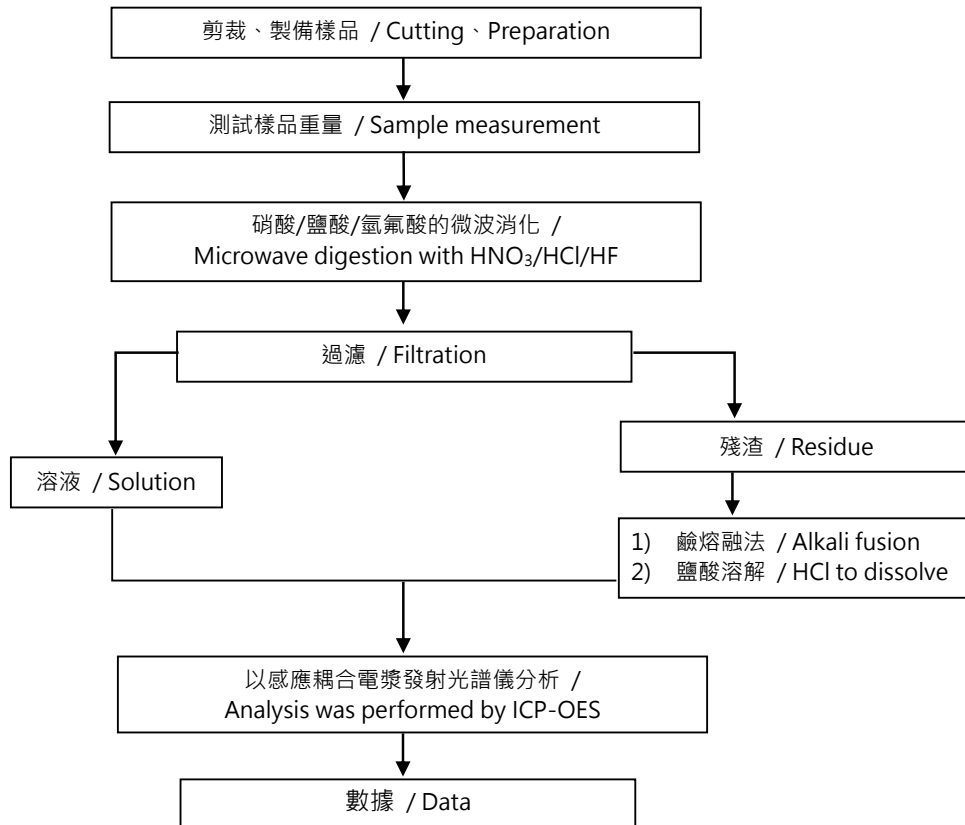 剪裁、製備樣品 / Cutting、Preparation
測試樣品重量 / Sample measurement
硝酸/鹽酸/氫氟酸的微波消化 /
Microwave digestion with HNO₃/HCl/HF
過濾 / Filtration
溶液 / Solution
殘渣 / Residue
1) 鹼熔融法 / Alkali fusion
2) 鹽酸溶解 / HCl to dissolve
以感應耦合電漿發射光譜儀分析 /
Analysis was performed by ICP-OES
數據 / Data